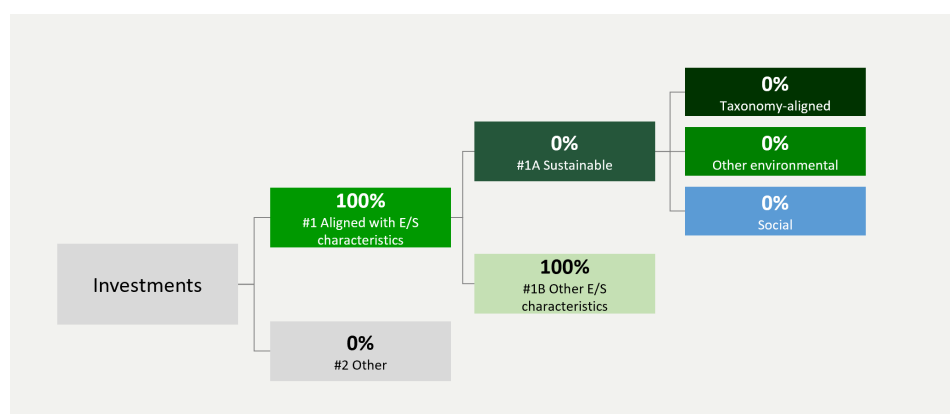 Investments
100%
#1 Aligned with E/S
characteristics
0%
#2 Other
0%
#1A Sustainable
100%
#1B Other E/S
characteristics
0%
Taxonomy-aligned
0%
Other environmental
0%
Social